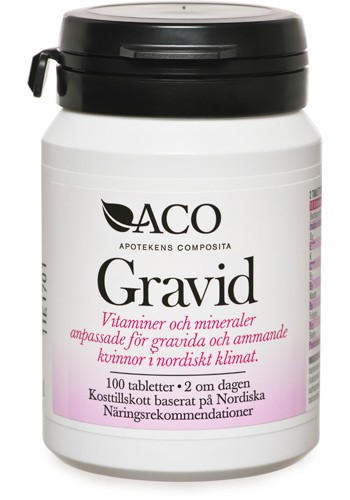 ACO
APOTEKENS COMPOSITA
Gravid
Vitaminer och mineraler
anpassade för gravida och ammande
kvinnor i nordiskt klimat.
100 tabletter • 2 om dagen
Kosttillskott baserat på Nordiska
Näringsrekommendationer